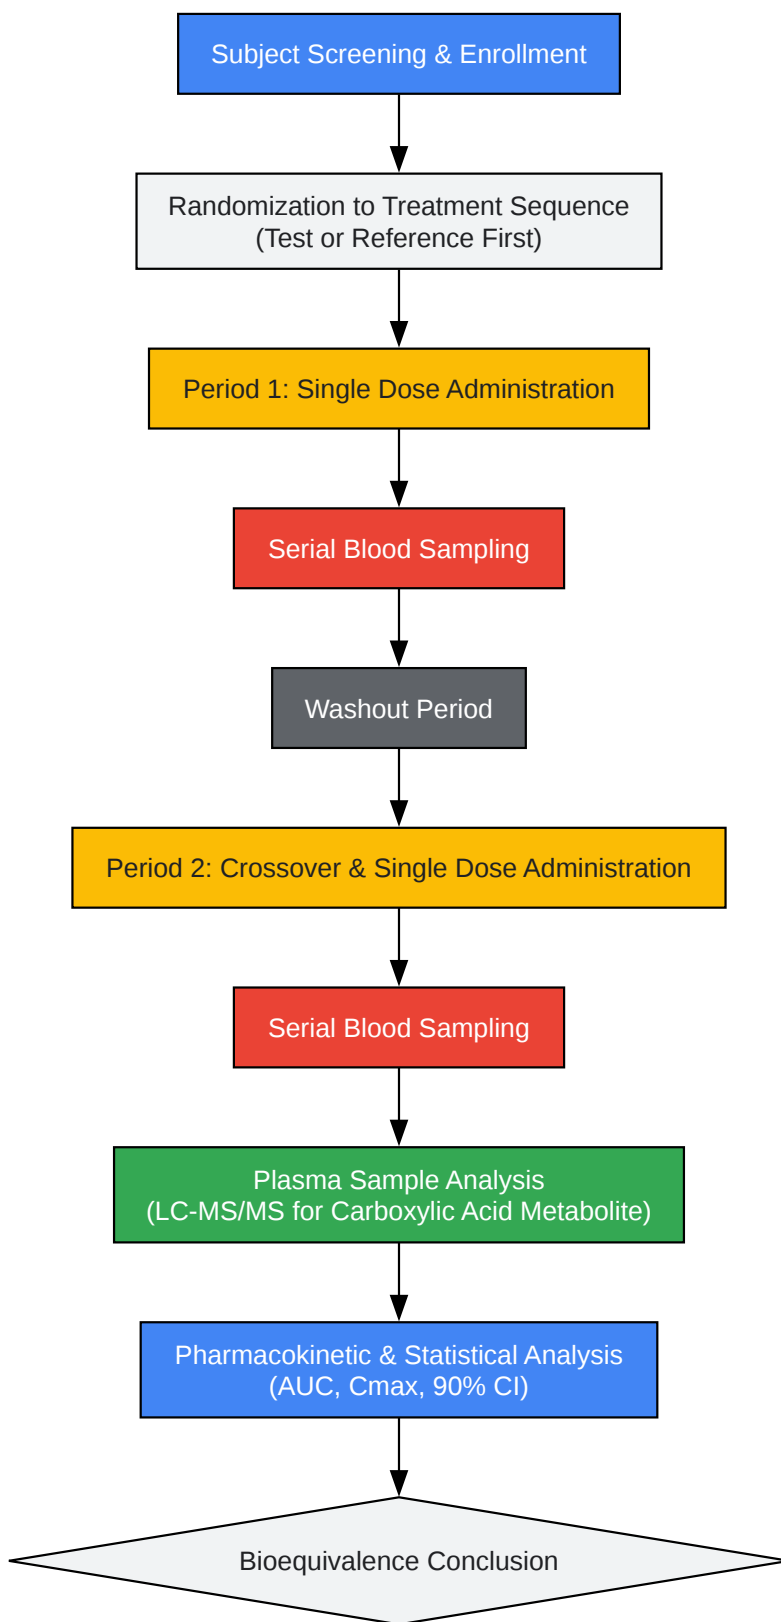 Subject Screening & Enrollment
Randomization to Treatment Sequence
(Test or Reference First)
Period 1: Single Dose Administration
Serial Blood Sampling
Washout Period
Period 2: Crossover & Single Dose Administration
Serial Blood Sampling
Plasma Sample Analysis
(LC-MS/MS for Carboxylic Acid Metabolite)
Pharmacokinetic & Statistical Analysis
(AUC, Cmax, 90% CI)
Bioequivalence Conclusion